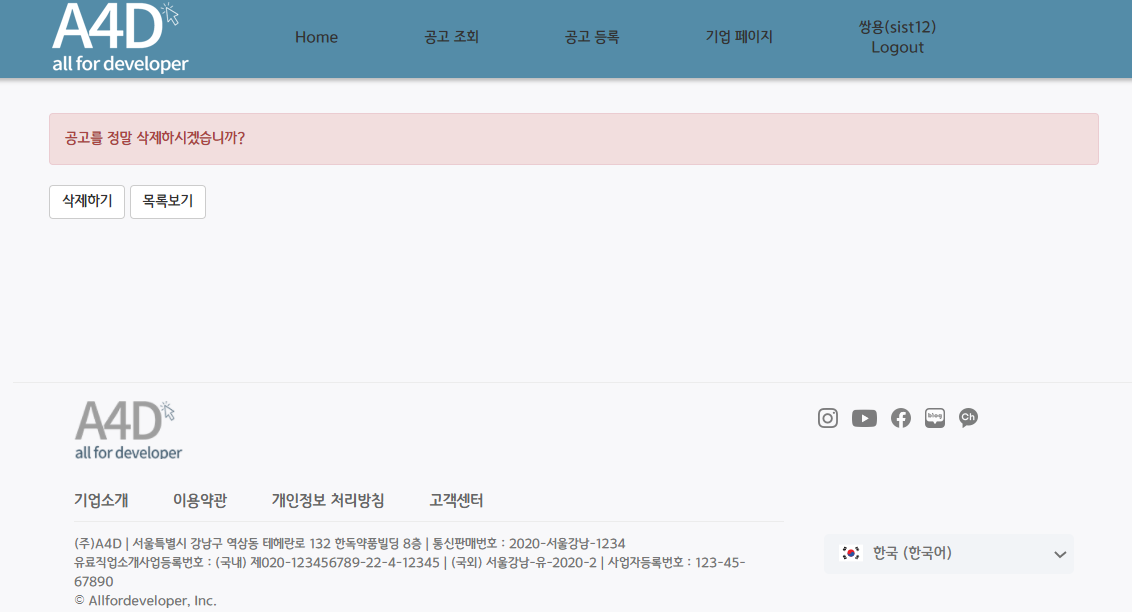 A4D
all for developer
Home
공고 조회
공고 등록
기업 페이지
쌍용(sist12)
Logout
공고를 정말 삭제하시겠습니까?
삭제하기
목록보기
A4D
all for developer
blog
Ch
기업소개
이용약관
개인정보 처리방침
고객센터
(주)A4D | 서울특별시 강남구 역삼동 테헤란로 132 한독약품빌딩 8층 | 통신판매번호 : 2020-서울강남-1234
유료직업소개사업등록번호 : (국내) 제020-123456789-22-4-12345 | (국외) 서울강남-유-2020-2 | 사업자등록번호 : 123-45-
67890
© Allfordeveloper, Inc.
한국 (한국어)